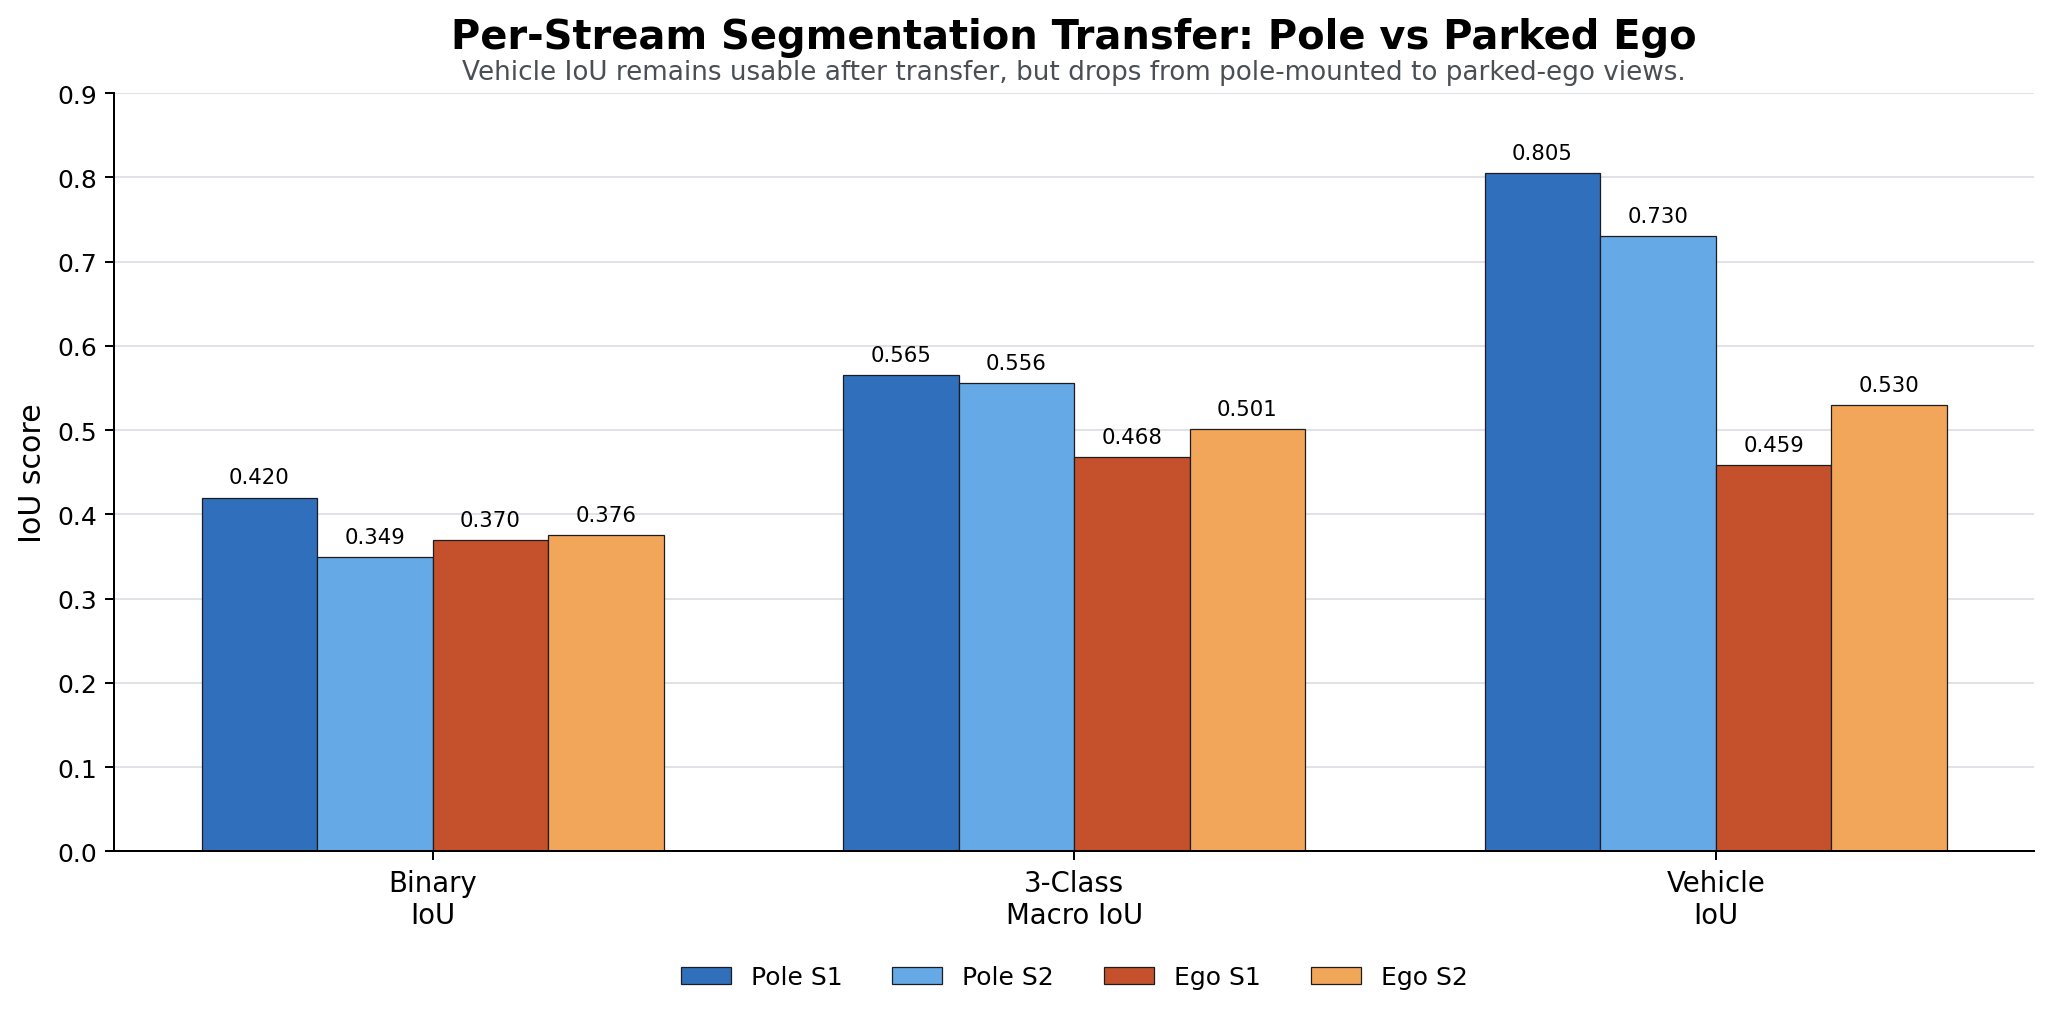 Per-Stream Segmentation Transfer: Pole vs Parked Ego
Vehicle IoU remains usable after transfer, but drops from pole-mounted to parked-ego views.
IoU score
0.9
0.8
0.7
0.6
0.5
0.4
0.3
0.2
0.1
0.0
0.420
0.349
0.370
0.376
0.565
0.556
0.468
0.501
0.805
0.730
0.459
0.530
Binary
IoU
3-Class
Macro IoU
Vehicle
IoU
Pole S1
Pole S2
Ego S1
Ego S2